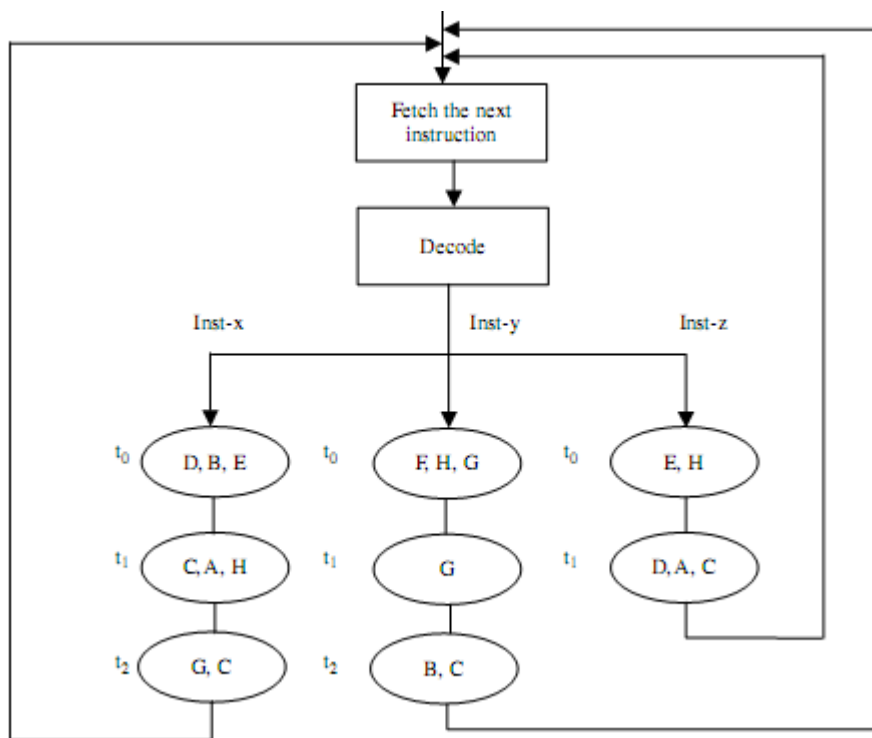 Fetch the next
instruction
Decode
Inst-x Inst-y Inst-z
t0 D, B, E t0 F, H, G t0 E, H
t1 C, A, H t1 G t1 D, A, C
t2 G, C t2 B, C